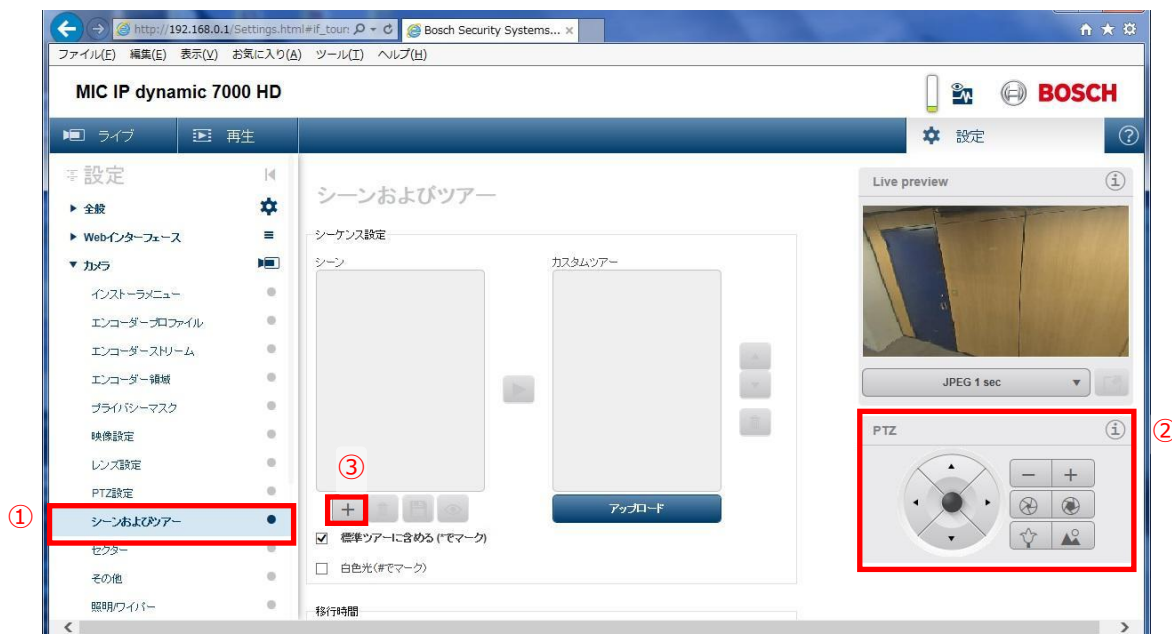 http://192.168.0.1/Settings.html#if_tour:
Bosch Security Systems...
ファイル(F) 編集(E) 表示(V) お気に入り(A) ツール(T) ヘルプ(H)
MIC IP dynamic 7000 HD
BOSCH
ライブ
再生
設定
?
設定
全般
Webインターフェース
カメラ
インストーラメニュー
エンコーダープロファイル
エンコーダーストリーム
エンコーダー領域
プライバシーマスク
映像設定
レンズ設定
PTZ設定
① シーンおよびツアー
セクター
その他
照明/ワイパー
シーンおよびツアー
シーケンス設定
シーン
カスタムツアー
③
+
アップロード
標準ツアーに含める (*でマーク)
白色光(#でマーク)
移行時間
Live preview
i
JPEG 1 sec
②
PTZ
i
− +